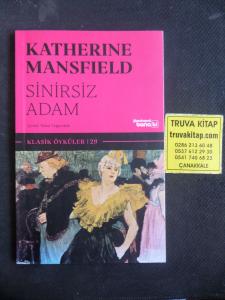 KATHERINE
MANSFIELD
SİNİRSİZ
ADAM
KLASİK ÖYKÜLER | 29
TRUVA KİTAP
truvakitap.com
0286 213 60 48
0537 612 29 30
0541 740 68 23
ÇANAKKALE